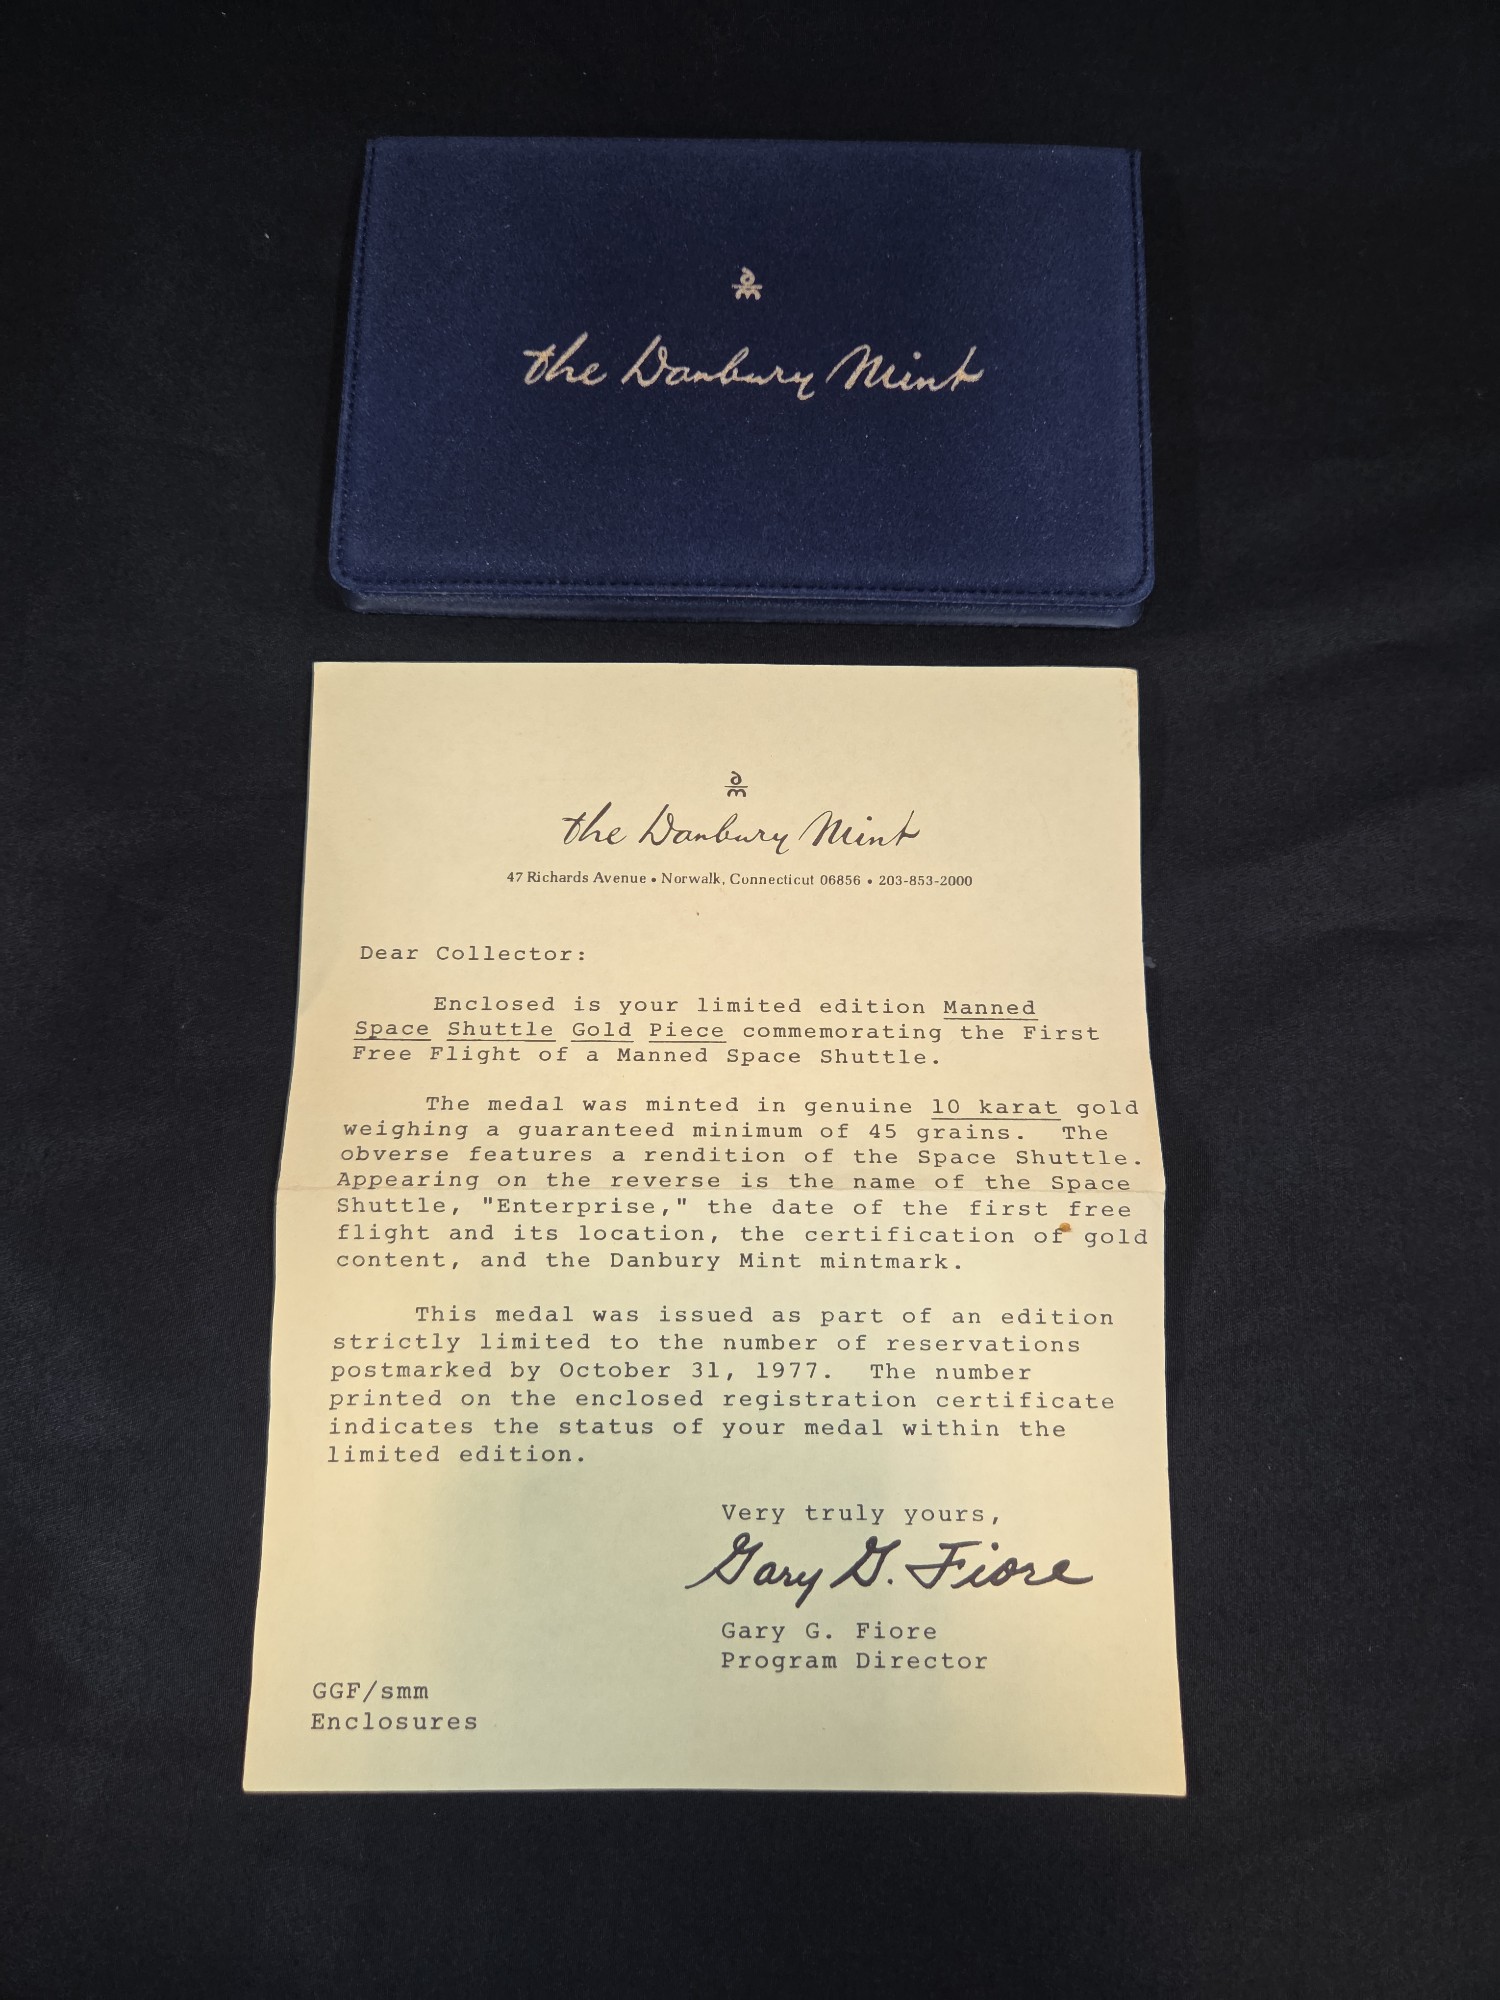 dm
the Danbury Mint
dm
the Danbury Mint
47 Richards Avenue • Norwalk, Connecticut 06856 • 203-853-2000
Dear Collector:
Enclosed is your limited edition Manned
Space Shuttle Gold Piece commemorating the First
Free Flight of a Manned Space Shuttle.
The medal was minted in genuine 10 karat gold
weighing a guaranteed minimum of 45 grains. The
obverse features a rendition of the Space Shuttle.
Appearing on the reverse is the name of the Space
Shuttle, "Enterprise," the date of the first free
flight and its location, the certification of gold
content, and the Danbury Mint mintmark.
This medal was issued as part of an edition
strictly limited to the number of reservations
postmarked by October 31, 1977. The number
printed on the enclosed registration certificate
indicates the status of your medal within the
limited edition.
Very truly yours,
Gary G. Fiore
Gary G. Fiore
Program Director
GGF/smm
Enclosures